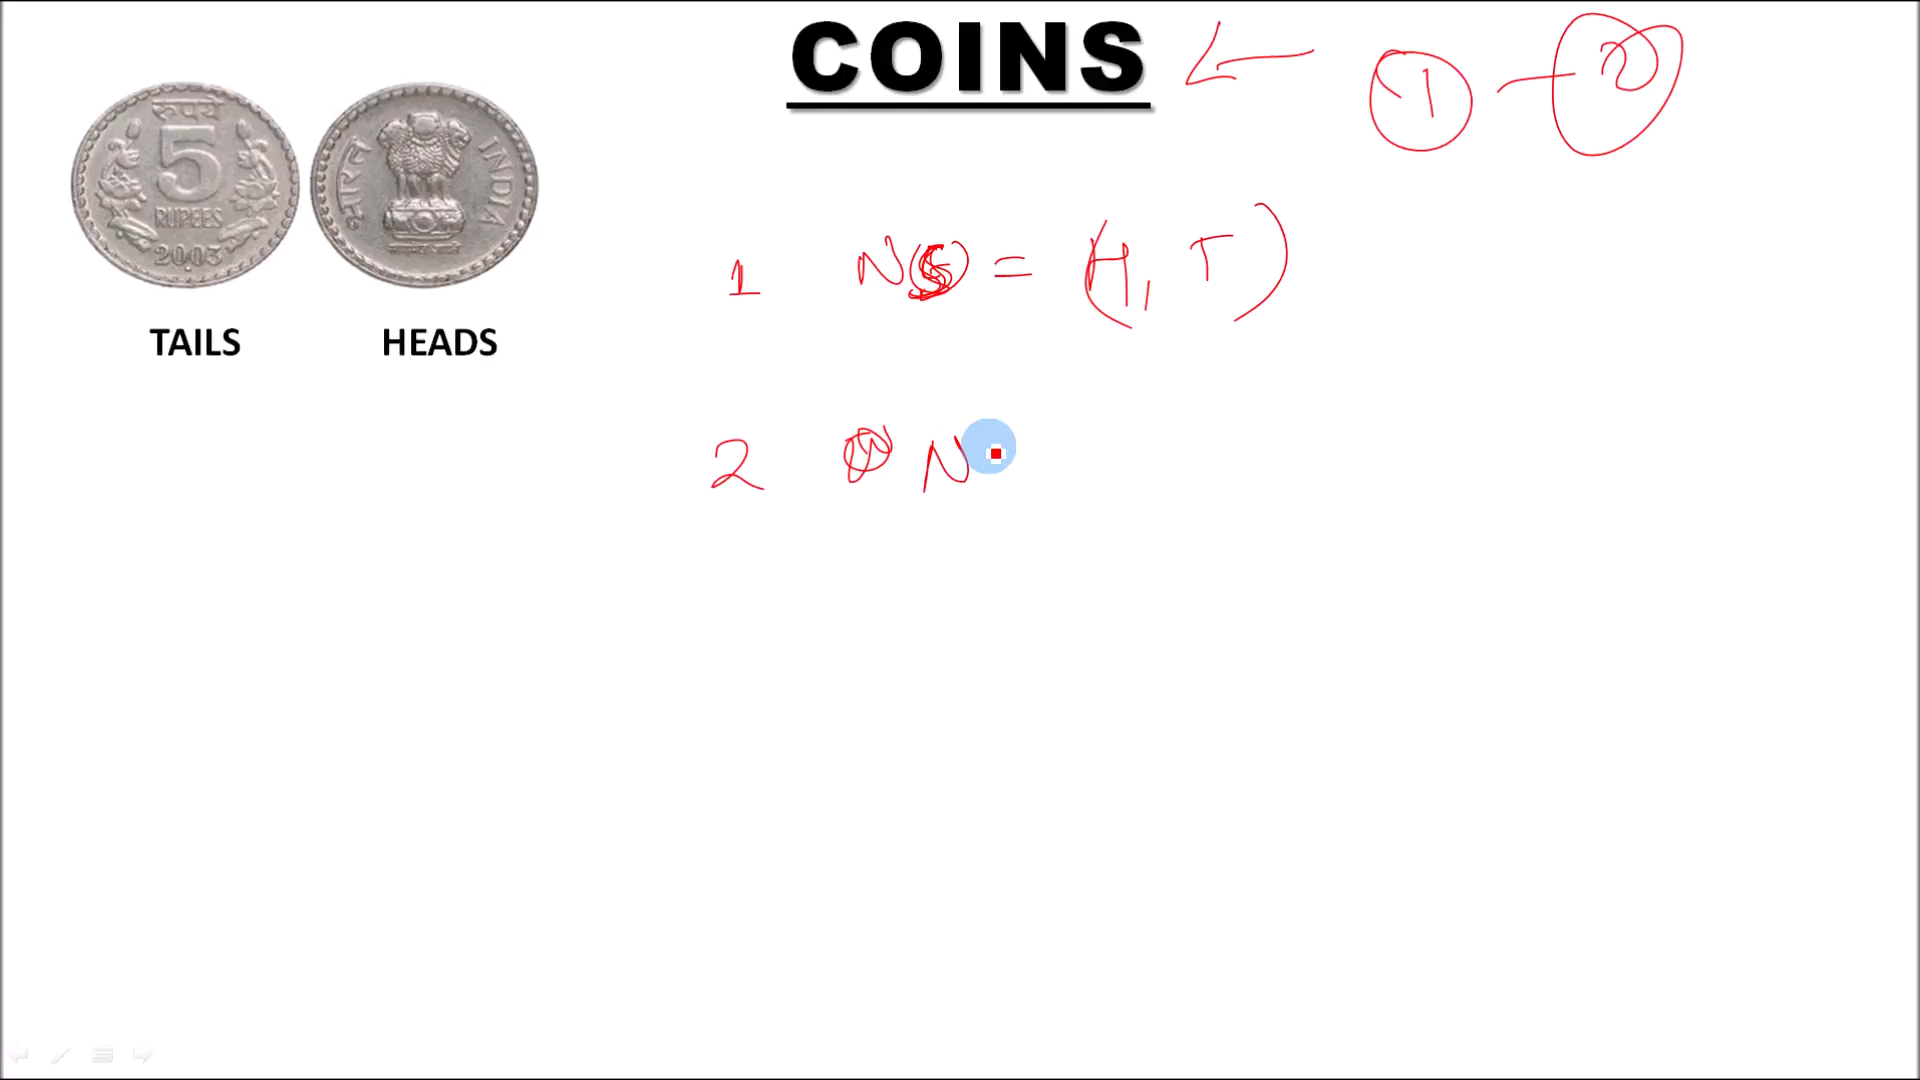 COINS
1 2
रुपये
5
RUPEES
2003
भारत INDIA
TAILS HEADS
1 N(S) = (H, T)
2 N